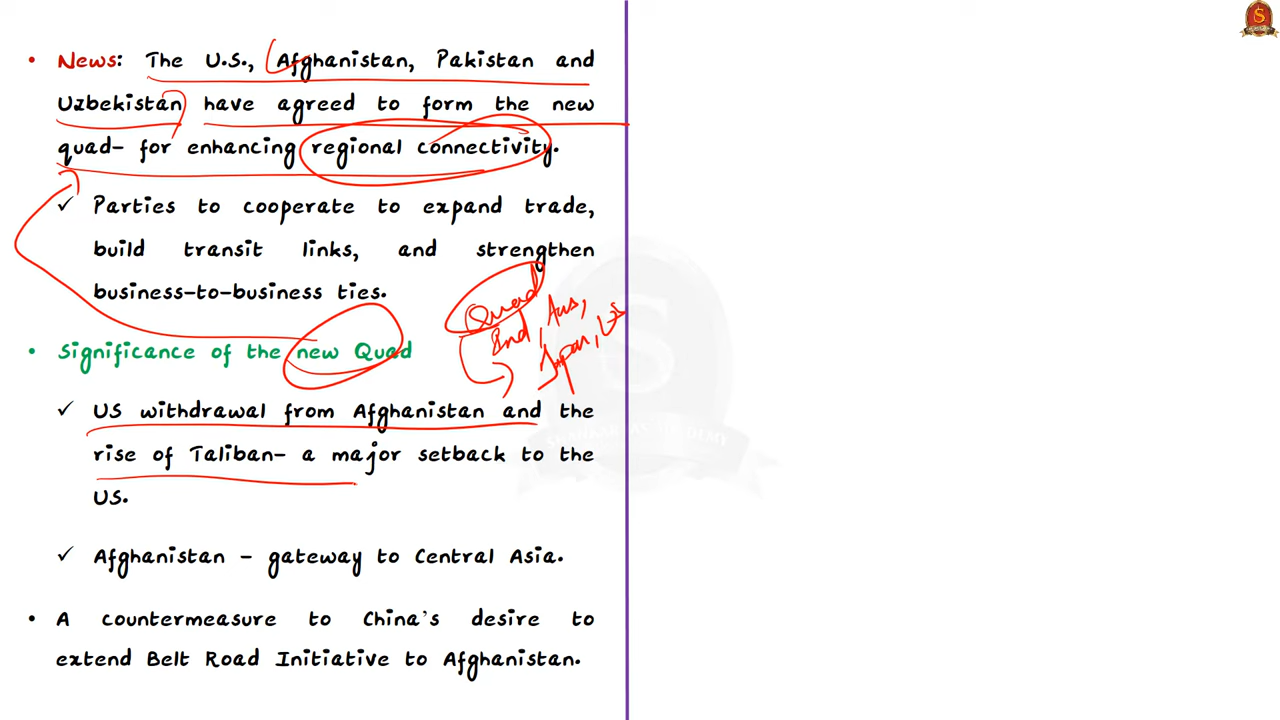 • News: The U.S., Afghanistan, Pakistan and
Uzbekistan have agreed to form the new
quad- for enhancing regional connectivity.
✓ Parties to cooperate to expand trade,
build transit links, and strengthen
business-to-business ties.
Quad
Ind, Aus,
Japan, US
• Significance of the new Quad
✓ US withdrawal from Afghanistan and the
rise of Taliban- a major setback to the
US.
✓ Afghanistan - gateway to Central Asia.
• A countermeasure to China's desire to
extend Belt Road Initiative to Afghanistan.
S